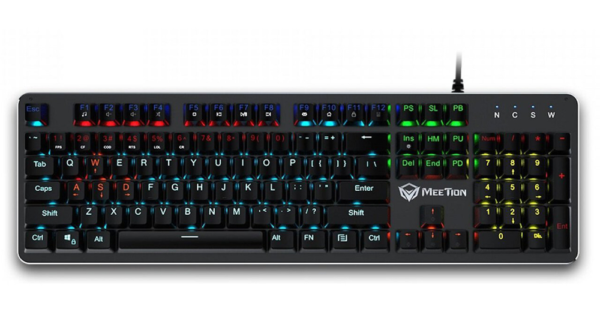 Esc F1 F2 F3 F4 F5 F6 F7 F8 F9 F10 F11 F12 PS SL PB
N C S W
Ins HM PU Num
Tab Q W E R T Y U I O P [ ] \ Del End PD 7 8 9 +
Caps A S D F G H J K L ; ' Enter MEETION 4 5 6
Shift Z X C V B N M , . / Shift 1 2 3 Ent
Ctrl Alt Alt FN Ctrl 0